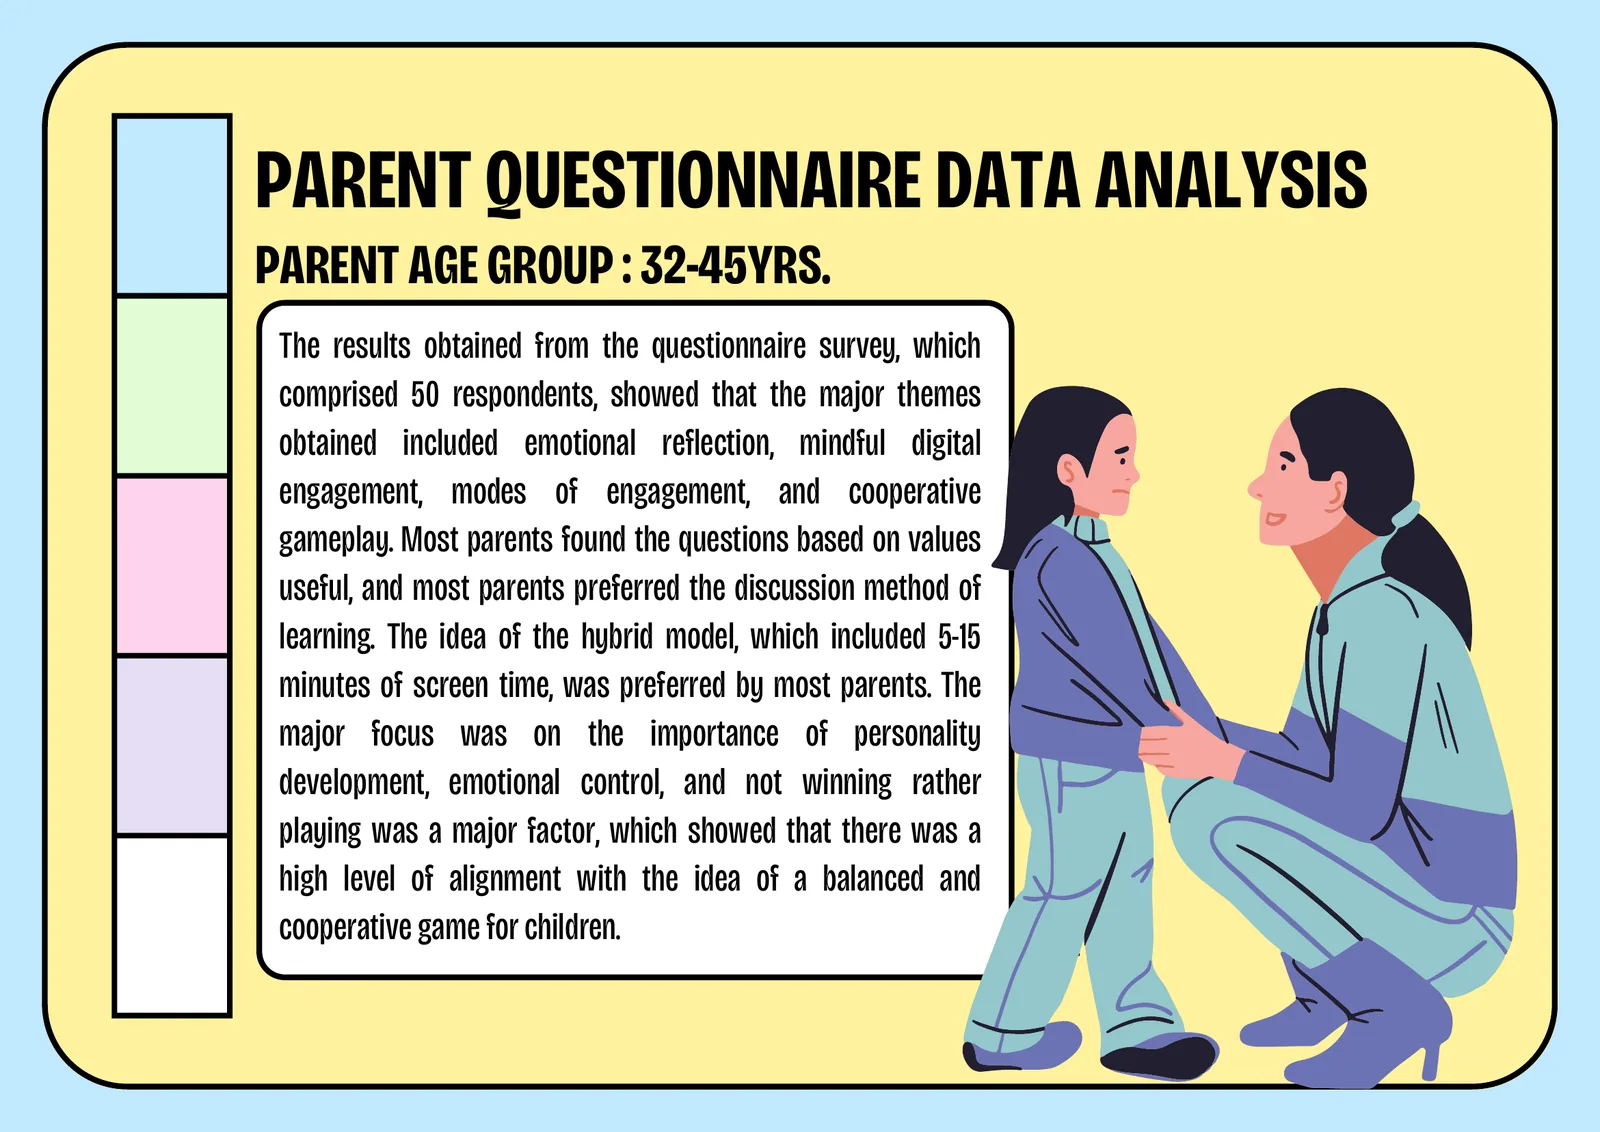 PARENT QUESTIONNAIRE DATA ANALYSIS
PARENT AGE GROUP : 32-45YRS.
The results obtained from the questionnaire survey, which
comprised 50 respondents, showed that the major themes
obtained included emotional reflection, mindful digital
engagement, modes of engagement, and cooperative
gameplay. Most parents found the questions based on values
useful, and most parents preferred the discussion method of
learning. The idea of the hybrid model, which included 5-15
minutes of screen time, was preferred by most parents. The
major focus was on the importance of personality
development, emotional control, and not winning rather
playing was a major factor, which showed that there was a
high level of alignment with the idea of a balanced and
cooperative game for children.